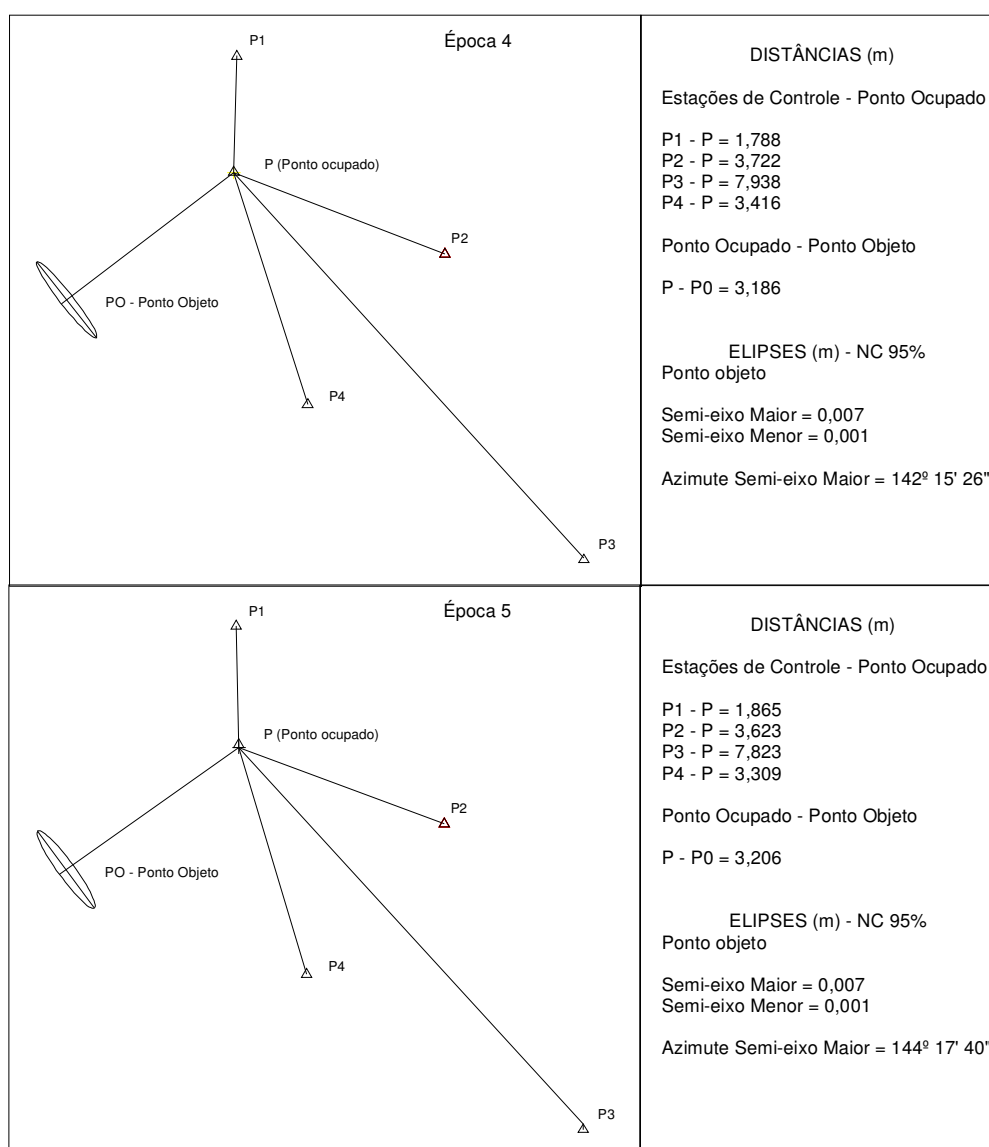 P1
Época 4
P (Ponto ocupado)
P2
PO - Ponto Objeto
P4
P3
DISTÂNCIAS (m)
Estações de Controle - Ponto Ocupado
P1 - P = 1,788
P2 - P = 3,722
P3 - P = 7,938
P4 - P = 3,416
Ponto Ocupado - Ponto Objeto
P - P0 = 3,186
ELIPSES (m) - NC 95%
Ponto objeto
Semi-eixo Maior = 0,007
Semi-eixo Menor = 0,001
Azimute Semi-eixo Maior = 142º 15' 26"
P1
Época 5
P (Ponto ocupado)
P2
PO - Ponto Objeto
P4
P3
DISTÂNCIAS (m)
Estações de Controle - Ponto Ocupado
P1 - P = 1,865
P2 - P = 3,623
P3 - P = 7,823
P4 - P = 3,309
Ponto Ocupado - Ponto Objeto
P - P0 = 3,206
ELIPSES (m) - NC 95%
Ponto objeto
Semi-eixo Maior = 0,007
Semi-eixo Menor = 0,001
Azimute Semi-eixo Maior = 144º 17' 40"